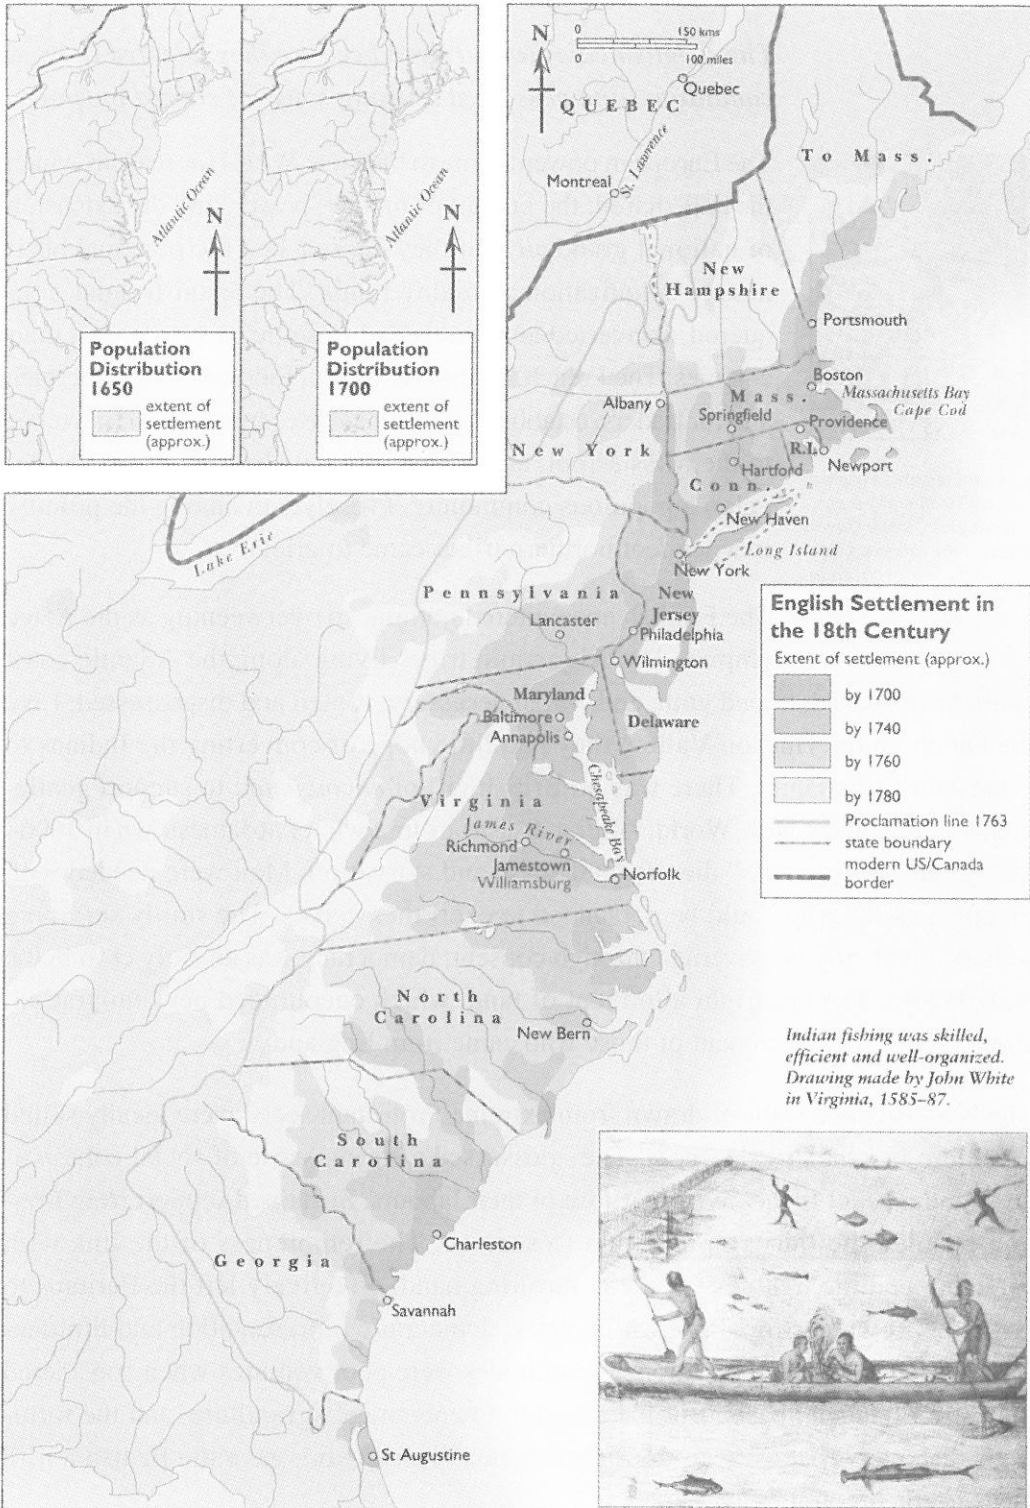 N
Atlantic Ocean
Population
Distribution
1650
extent of
settlement
(approx.)
N
Atlantic Ocean
Population
Distribution
1700
extent of
settlement
(approx.)
N
0 150 kms
0 100 miles
Quebec
QUEBEC
St. Lawrence
To Mass.
Montreal
New
Hampshire
Portsmouth
Boston
Massachusetts Bay
Cape Cod
Mass.
Albany
Springfield
Providence
New York
R.I.
Newport
Hartford
Conn.
New Haven
Long Island
New York
Lake Erie
Pennsylvania
New
Jersey
Lancaster
Philadelphia
Wilmington
Maryland
Baltimore
Delaware
Annapolis
Chesapeake Bay
Virginia
James River
Richmond
Jamestown
Williamsburg
Norfolk
North
Carolina
New Bern
South
Carolina
Charleston
Georgia
Savannah
St Augustine
English Settlement in
the 18th Century
Extent of settlement (approx.)
by 1700
by 1740
by 1760
by 1780
Proclamation line 1763
state boundary
modern US/Canada
border
Indian fishing was skilled,
efficient and well-organized.
Drawing made by John White
in Virginia, 1585–87.